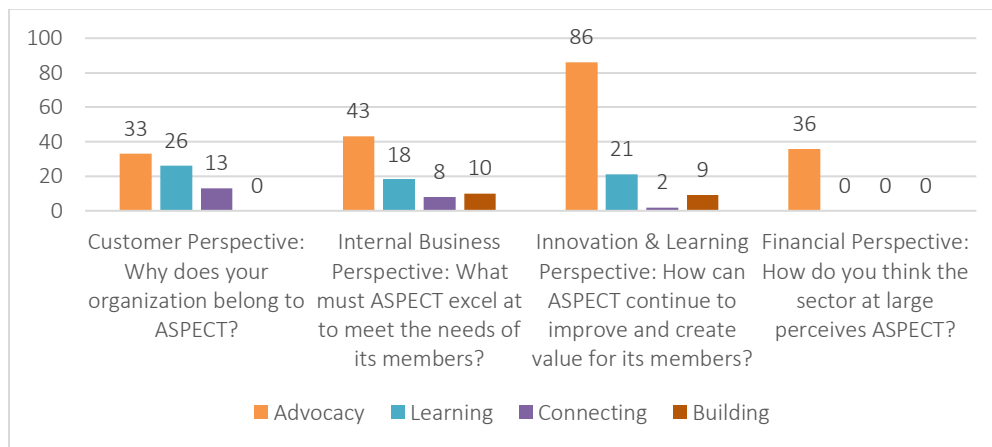 100
80
60
40
20
0
33
26
13
0
43
18
8
10
86
21
2
9
36
0
0
0
Customer Perspective:
Why does your
organization belong to
ASPECT?
Internal Business
Perspective: What
must ASPECT excel at
to meet the needs of
its members?
Innovation & Learning
Perspective: How can
ASPECT continue to
improve and create
value for its members?
Financial Perspective:
How do you think the
sector at large
perceives ASPECT?
Advocacy
Learning
Connecting
Building